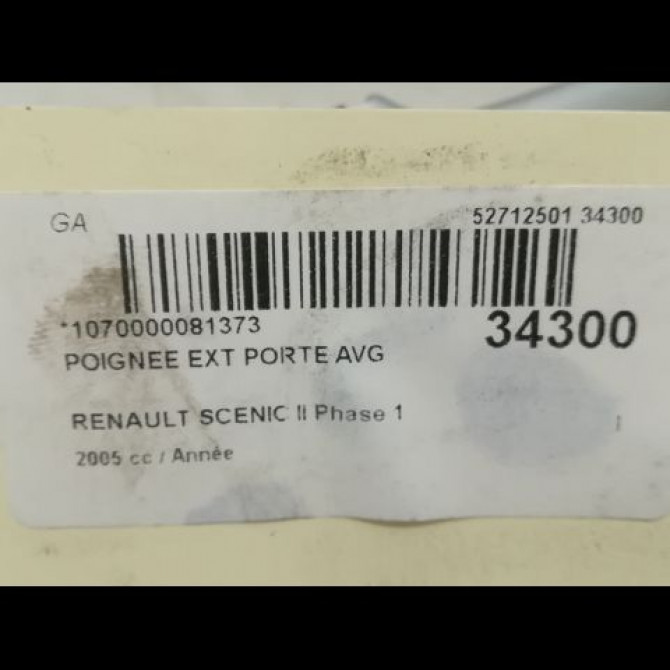 GA 52712501 34300
*1070000081373 34300
POIGNEE EXT PORTE AVG
RENAULT SCENIC II Phase 1
2005 cc / Année